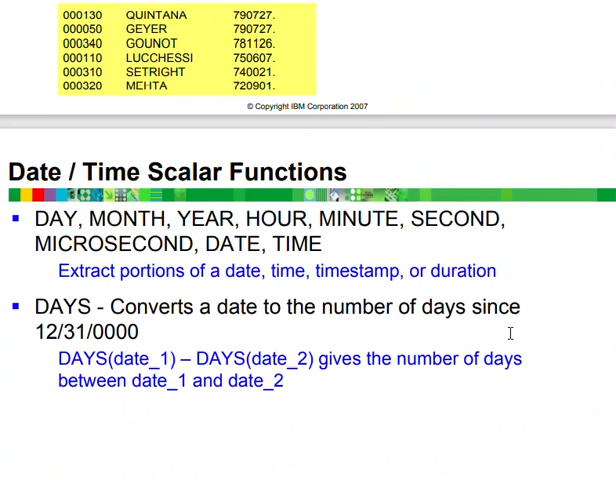 000130 QUINTANA 790727.
000050 GEYER 790727.
000340 GOUNOT 781126.
000110 LUCCHESSI 750607.
000310 SETRIGHT 740021.
000320 MEHTA 720901.
© Copyright IBM Corporation 2007
Date / Time Scalar Functions
DAY, MONTH, YEAR, HOUR, MINUTE, SECOND,
MICROSECOND, DATE, TIME
Extract portions of a date, time, timestamp, or duration
DAYS - Converts a date to the number of days since
12/31/0000
DAYS(date_1) – DAYS(date_2) gives the number of days
between date_1 and date_2